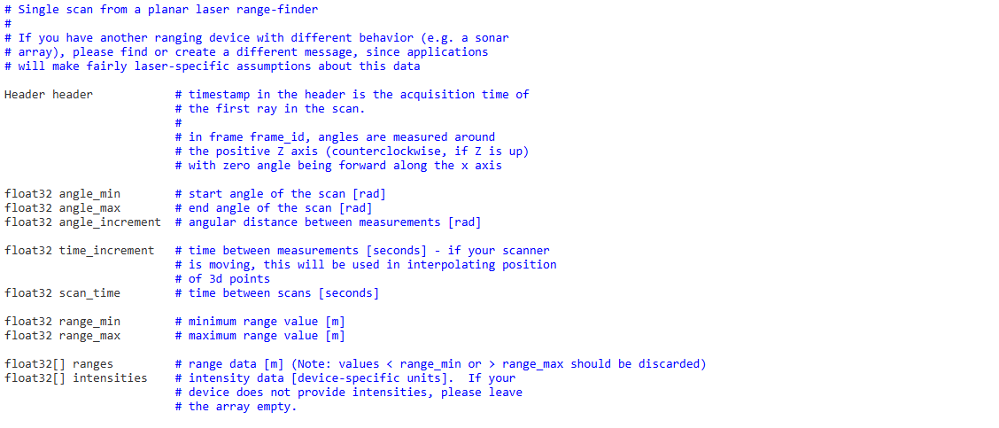 # Single scan from a planar laser range-finder
#
# If you have another ranging device with different behavior (e.g. a sonar
# array), please find or create a different message, since applications
# will make fairly laser-specific assumptions about this data
Header header            # timestamp in the header is the acquisition time of
                         # the first ray in the scan.
                         #
                         # in frame frame_id, angles are measured around
                         # the positive Z axis (counterclockwise, if Z is up)
                         # with zero angle being forward along the x axis
float32 angle_min        # start angle of the scan [rad]
float32 angle_max        # end angle of the scan [rad]
float32 angle_increment  # angular distance between measurements [rad]
float32 time_increment   # time between measurements [seconds] - if your scanner
                         # is moving, this will be used in interpolating position
                         # of 3d points
float32 scan_time        # time between scans [seconds]
float32 range_min        # minimum range value [m]
float32 range_max        # maximum range value [m]
float32[] ranges         # range data [m] (Note: values < range_min or > range_max should be discarded)
float32[] intensities    # intensity data [device-specific units].  If your
                         # device does not provide intensities, please leave
                         # the array empty.